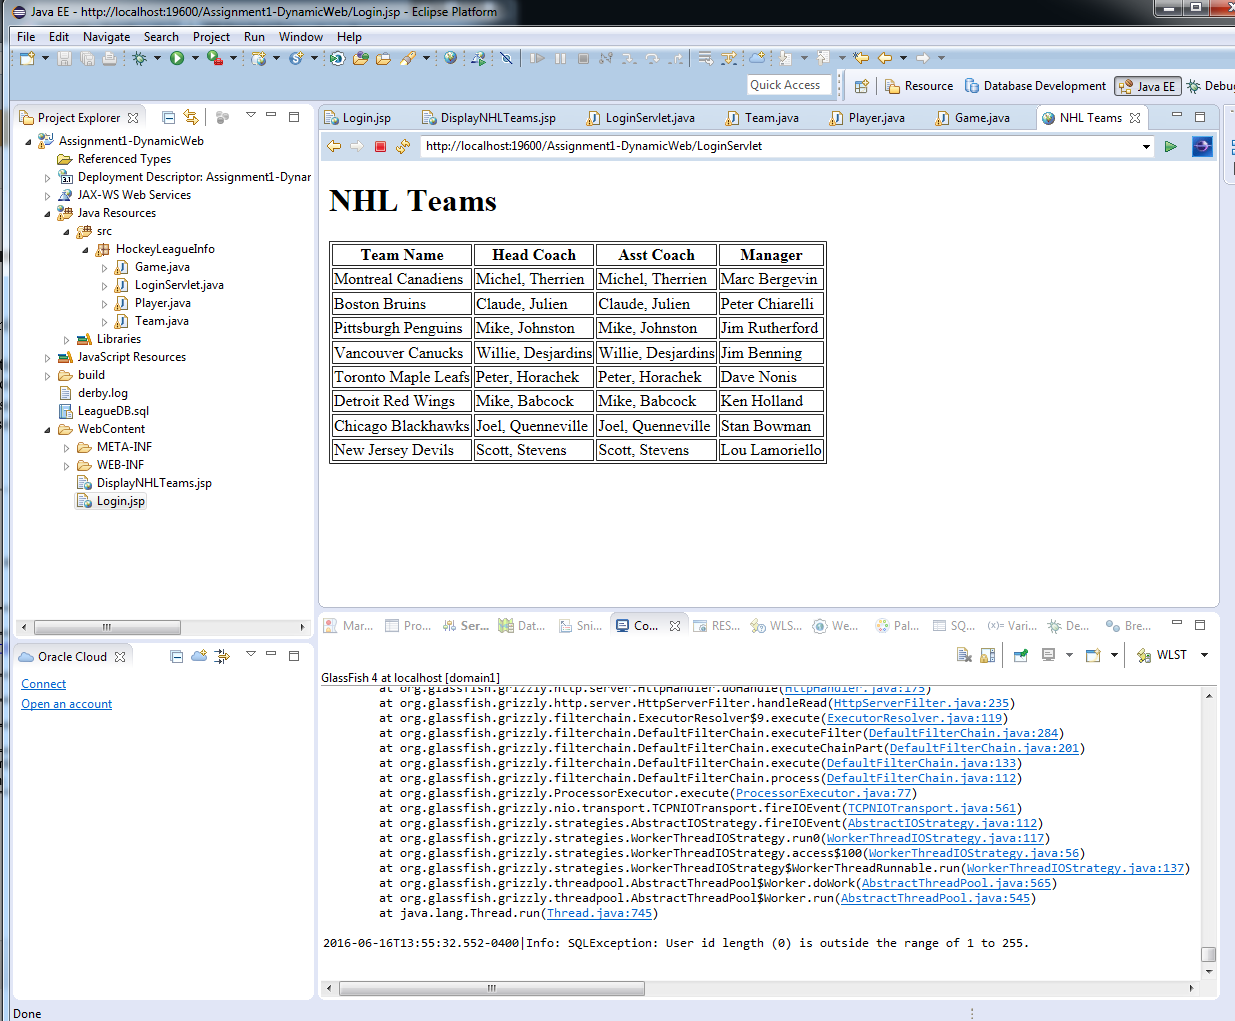 Java EE - http://localhost:19600/Assignment1-DynamicWeb/Login.jsp - Eclipse Platform
File Edit Navigate Search Project Run Window Help
Quick Access Resource Database Development Java EE Debu
Project Explorer
Assignment1-DynamicWeb
Referenced Types
Deployment Descriptor: Assignment1-Dynar
JAX-WS Web Services
Java Resources
src
HockeyLeagueInfo
Game.java
LoginServlet.java
Player.java
Team.java
Libraries
JavaScript Resources
build
derby.log
LeagueDB.sql
WebContent
META-INF
WEB-INF
DisplayNHLTeams.jsp
Login.jsp
Oracle Cloud
Connect
Open an account
Login.jsp DisplayNHLTeams.jsp LoginServlet.java Team.java Player.java Game.java NHL Teams
http://localhost:19600/Assignment1-DynamicWeb/LoginServlet
NHL Teams
Team Name Head Coach Asst Coach Manager
Montreal Canadiens Michel, Therrien Michel, Therrien Marc Bergevin
Boston Bruins Claude, Julien Claude, Julien Peter Chiarelli
Pittsburgh Penguins Mike, Johnston Mike, Johnston Jim Rutherford
Vancouver Canucks Willie, Desjardins Willie, Desjardins Jim Benning
Toronto Maple Leafs Peter, Horachek Peter, Horachek Dave Nonis
Detroit Red Wings Mike, Babcock Mike, Babcock Ken Holland
Chicago Blackhawks Joel, Quenneville Joel, Quenneville Stan Bowman
New Jersey Devils Scott, Stevens Scott, Stevens Lou Lamoriello
Mar... Pro... Ser... Dat... Sni... Co... RES... WLS... We... Pal... SQ... (x)= Vari... De... Bre...
WLST
GlassFish 4 at localhost [domain1]
at org.glassfish.grizzly.http.server.HttpHandler.doHandle(HttpHandler.java:175)
at org.glassfish.grizzly.http.server.HttpServerFilter.handleRead(HttpServerFilter.java:235)
at org.glassfish.grizzly.filterchain.ExecutorResolver$9.execute(ExecutorResolver.java:119)
at org.glassfish.grizzly.filterchain.DefaultFilterChain.executeFilter(DefaultFilterChain.java:284)
at org.glassfish.grizzly.filterchain.DefaultFilterChain.executeChainPart(DefaultFilterChain.java:201)
at org.glassfish.grizzly.filterchain.DefaultFilterChain.execute(DefaultFilterChain.java:133)
at org.glassfish.grizzly.filterchain.DefaultFilterChain.process(DefaultFilterChain.java:112)
at org.glassfish.grizzly.ProcessorExecutor.execute(ProcessorExecutor.java:77)
at org.glassfish.grizzly.nio.transport.TCPNIOTransport.fireIOEvent(TCPNIOTransport.java:561)
at org.glassfish.grizzly.strategies.AbstractIOStrategy.fireIOEvent(AbstractIOStrategy.java:112)
at org.glassfish.grizzly.strategies.WorkerThreadIOStrategy.run0(WorkerThreadIOStrategy.java:117)
at org.glassfish.grizzly.strategies.WorkerThreadIOStrategy.access$100(WorkerThreadIOStrategy.java:56)
at org.glassfish.grizzly.strategies.WorkerThreadIOStrategy$WorkerThreadRunnable.run(WorkerThreadIOStrategy.java:137)
at org.glassfish.grizzly.threadpool.AbstractThreadPool$Worker.doWork(AbstractThreadPool.java:565)
at org.glassfish.grizzly.threadpool.AbstractThreadPool$Worker.run(AbstractThreadPool.java:545)
at java.lang.Thread.run(Thread.java:745)
2016-06-16T13:55:32.552-0400|Info: SQLException: User id length (0) is outside the range of 1 to 255.
Done